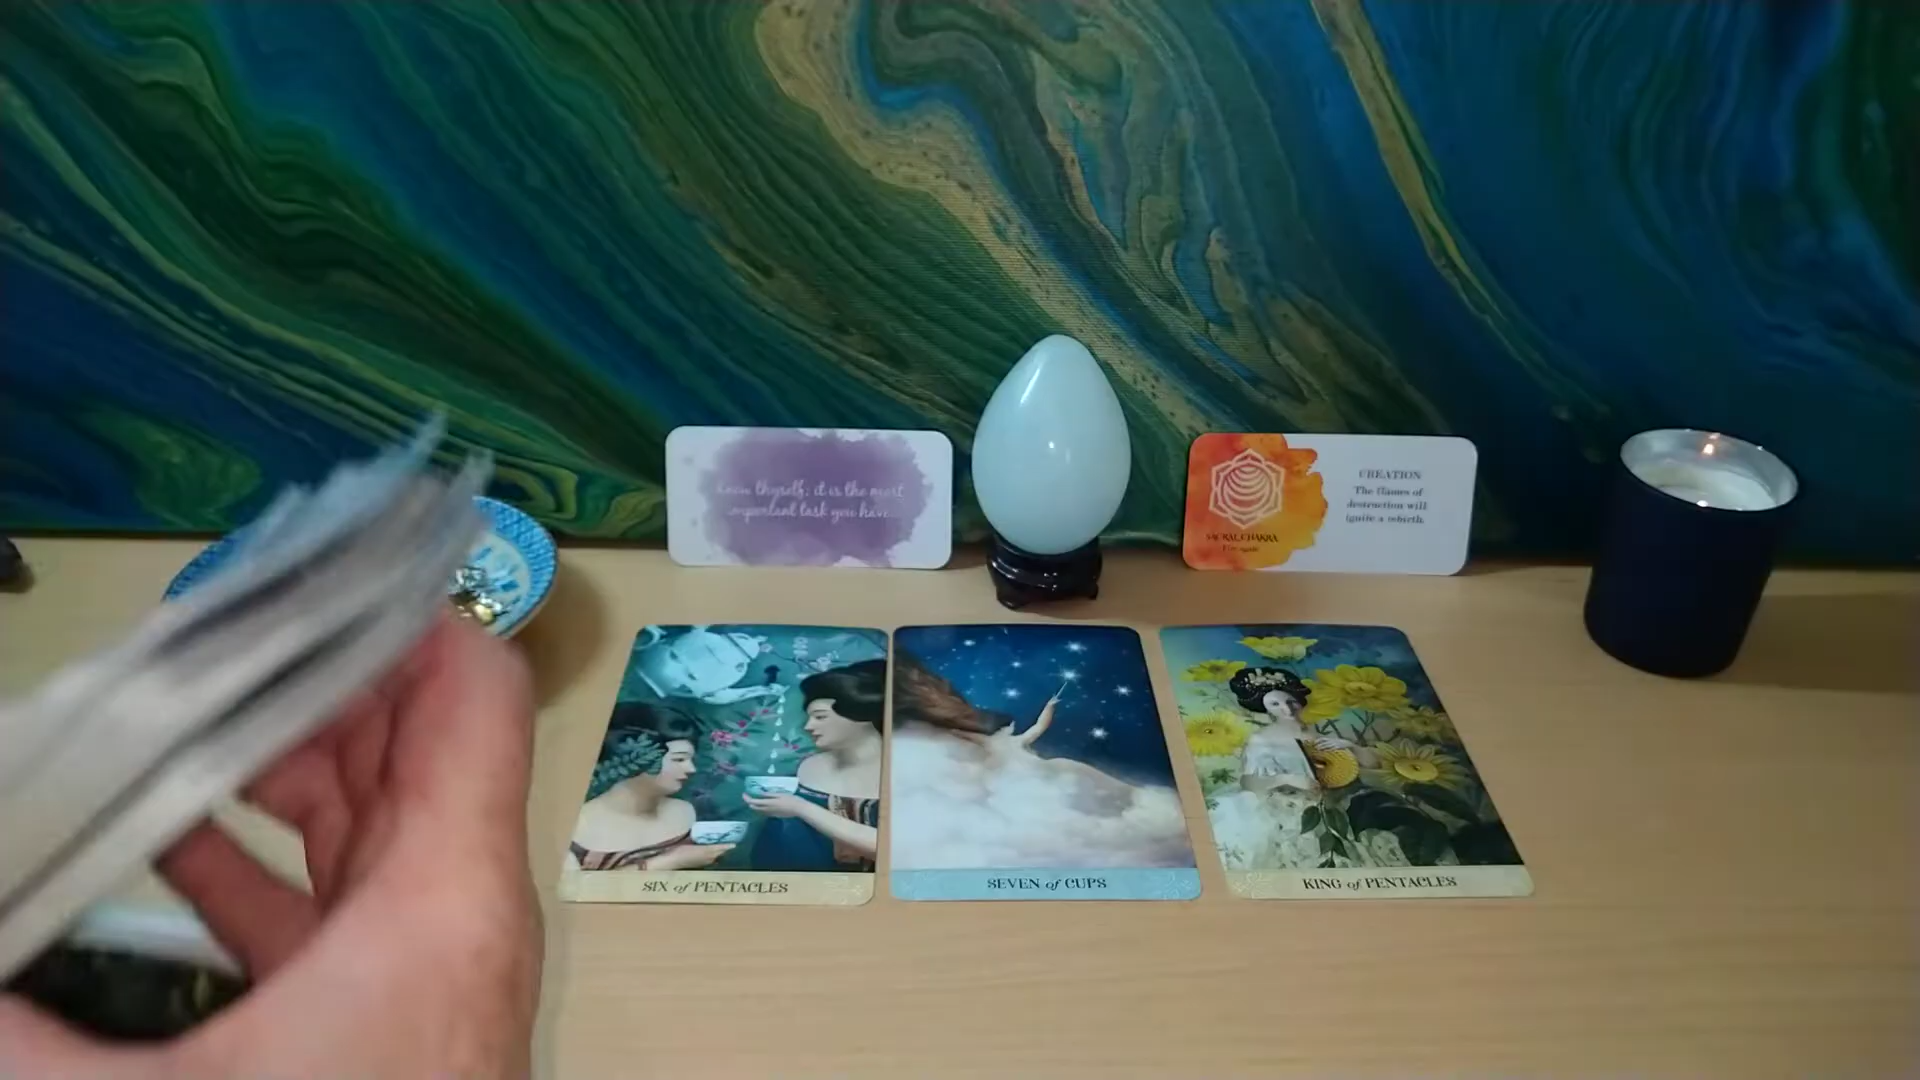 Know thyself; it is the most
important task you have.
CREATION
The flames of
destruction will
ignite a rebirth.
SACRAL CHAKRA
SIX of PENTACLES
SEVEN of CUPS
KING of PENTACLES